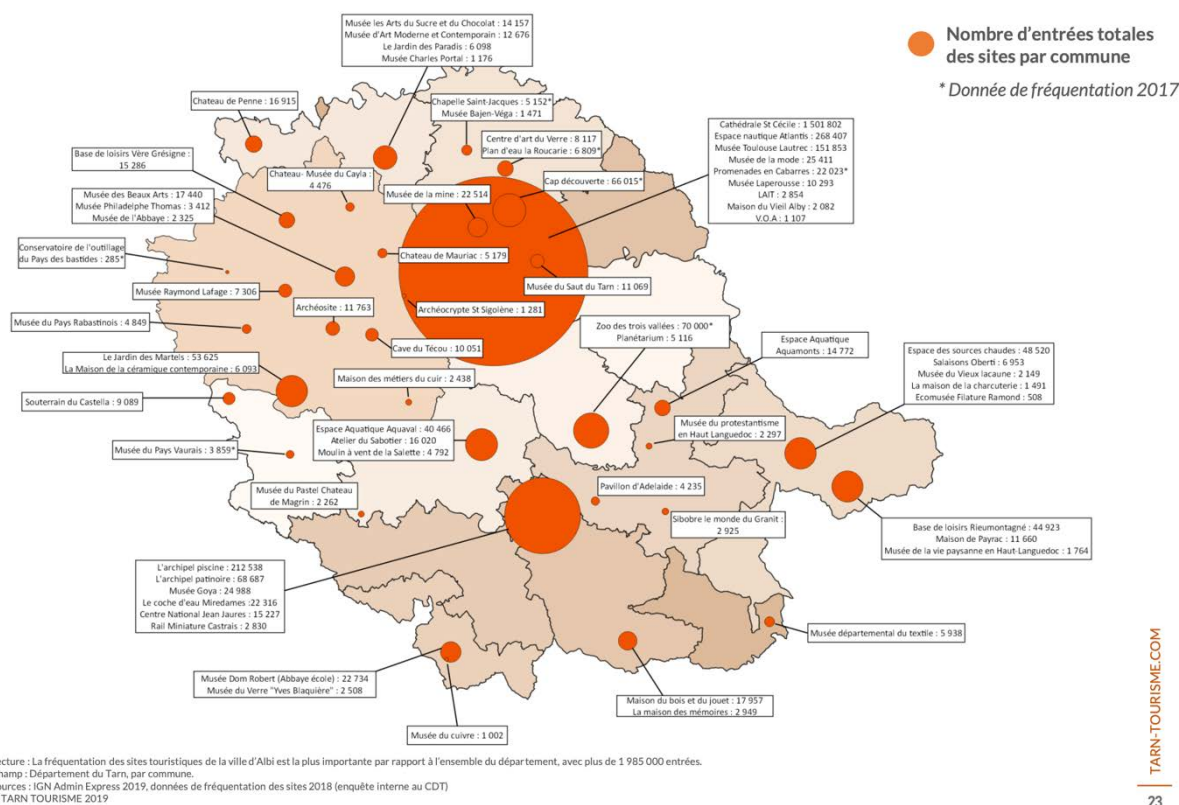 Musée les Arts du Sucre et du Chocolat : 14 157
Musée d'Art Moderne et Contemporain : 12 676
Le Jardin des Paradis : 6 098
Musée Charles Portal : 1 176
Nombre d'entrées totales
des sites par commune
* Donnée de fréquentation 2017
Chateau de Penne : 16 915
Chapelle Saint-Jacques : 5 152*
Musée Bajen-Véga : 1 471
Cathédrale St Cécile : 1 501 802
Espace nautique Atlantis : 268 407
Musée Toulouse Lautrec : 151 853
Musée de la mode : 25 411
Promenades en Cabarres : 22 023*
Musée Laperousse : 10 293
LAIT : 2 854
Maison du Vieil Alby : 2 082
V.O.A : 1 107
Centre d'art du Verre : 8 117
Plan d'eau la Roucarie : 6 809*
Base de loisirs Vère Grésigne :
15 286
Chateau- Musée du Cayla :
4 476
Cap découverte : 66 015*
Musée de la mine : 22 514
Musée des Beaux Arts : 17 440
Musée Philadelphe Thomas : 3 412
Musée de l'Abbaye : 2 325
Conservatoire de l'outillage
du Pays des bastides : 285*
Chateau de Mauriac : 5 179
Musée du Saut du Tarn : 11 069
Musée Raymond Lafage : 7 306
Archéosite : 11 763
Archéocrypte St Sigolène : 1 281
Musée du Pays Rabastinois : 4 849
Cave du Técou : 10 051
Zoo des trois vallées : 70 000*
Planétarium : 5 116
Espace Aquatique
Aquamonts : 14 772
Espace des sources chaudes : 48 520
Salaisons Oberti : 6 953
Musée du Vieux lacaune : 2 149
La maison de la charcuterie : 1 491
Ecomusée Filature Ramond : 508
Le Jardin des Martels : 53 625
La Maison de la céramique contemporaine : 6 093
Maison des métiers du cuir : 2 438
Souterrain du Castella : 9 089
Musée du protestantisme
en Haut Languedoc : 2 297
Espace Aquatique Aquaval : 40 466
Atelier du Sabotier : 16 020
Moulin à vent de la Salette : 4 792
Musée du Pays Vaurais : 3 859*
Musée du Pastel Chateau
de Magrin : 2 262
Pavillon d'Adelaide : 4 235
Sibobre le monde du Granit :
2 925
Base de loisirs Rieumontagné : 44 923
Maison de Payrac : 11 660
Musée de la vie paysanne en Haut-Languedoc : 1 764
L'archipel piscine : 212 538
L'archipel patinoire : 68 687
Musée Goya : 24 988
Le coche d'eau Miredames :22 316
Centre National Jean Jaures : 15 227
Rail Miniature Castrais : 2 830
Musée départemental du textile : 5 938
Musée Dom Robert (Abbaye école) : 22 734
Musée du Verre "Yves Blaquière" : 2 508
Maison du bois et du jouet : 17 957
La maison des mémoires : 2 949
Musée du cuivre : 1 002
ecture : La fréquentation des sites touristiques de la ville d'Albi est la plus importante par rapport à l'ensemble du département, avec plus de 1 985 000 entrées.
hamp : Département du Tarn, par commune.
ources : IGN Admin Express 2019, données de fréquentation des sites 2018 (enquête interne au CDT)
TARN TOURISME 2019
TARN-TOURISME.COM
23